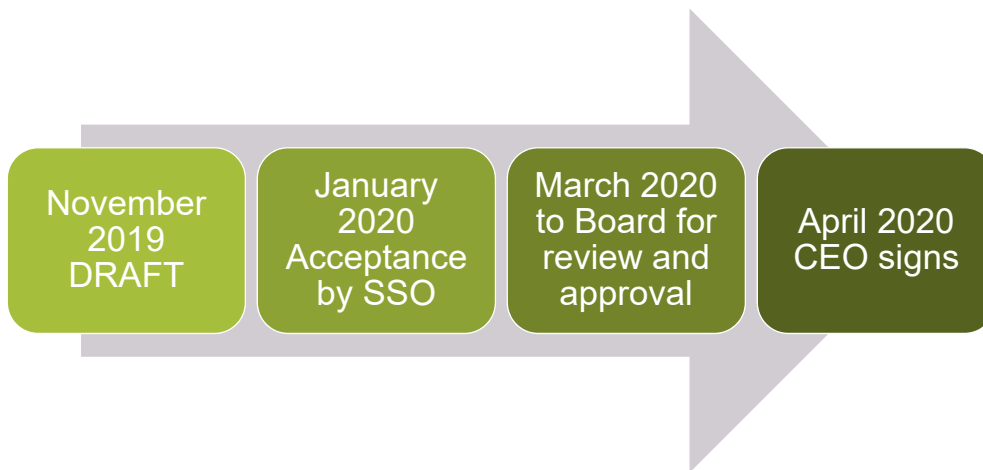 November
2019
DRAFT
January
2020
Acceptance
by SSO
March 2020
to Board for
review and
approval
April 2020
CEO signs